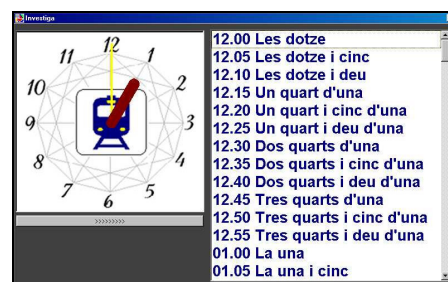 Investiga
12
11 1
10 2
9 3
8 4
7 5
6
>>>>>>>>>
12.00 Les dotze
12.05 Les dotze i cinc
12.10 Les dotze i deu
12.15 Un quart d'una
12.20 Un quart i cinc d'una
12.25 Un quart i deu d'una
12.30 Dos quarts d'una
12.35 Dos quarts i cinc d'una
12.40 Dos quarts i deu d'una
12.45 Tres quarts d'una
12.50 Tres quarts i cinc d'una
12.55 Tres quarts i deu d'una
01.00 La una
01.05 La una i cinc